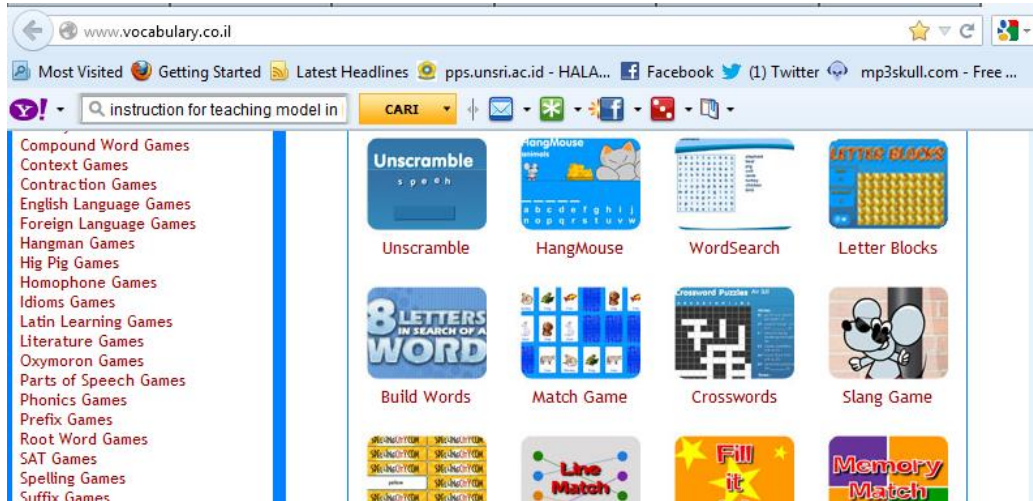 www.vocabulary.co.il
Most Visited Getting Started Latest Headlines pps.unsri.ac.id - HALA... Facebook (1) Twitter mp3skull.com - Free ...
Y! instruction for teaching model in CARI
Compound Word Games
Context Games
Contraction Games
English Language Games
Foreign Language Games
Hangman Games
Hig Pig Games
Homophone Games
Idioms Games
Latin Learning Games
Literature Games
Oxymoron Games
Parts of Speech Games
Phonics Games
Prefix Games
Root Word Games
SAT Games
Spelling Games
Suffix Games
Unscramble
s p e e h
HangMouse
animals
a b c d e f g h i j
n o p q r s t u v w
LETTER BLOCKS
Unscramble HangMouse WordSearch Letter Blocks
8 LETTERS
IN SEARCH OF A
WORD
Crossword Puzzles
Build Words Match Game Crosswords Slang Game
yellow
Line
Match
Fill
it
Memory
Match